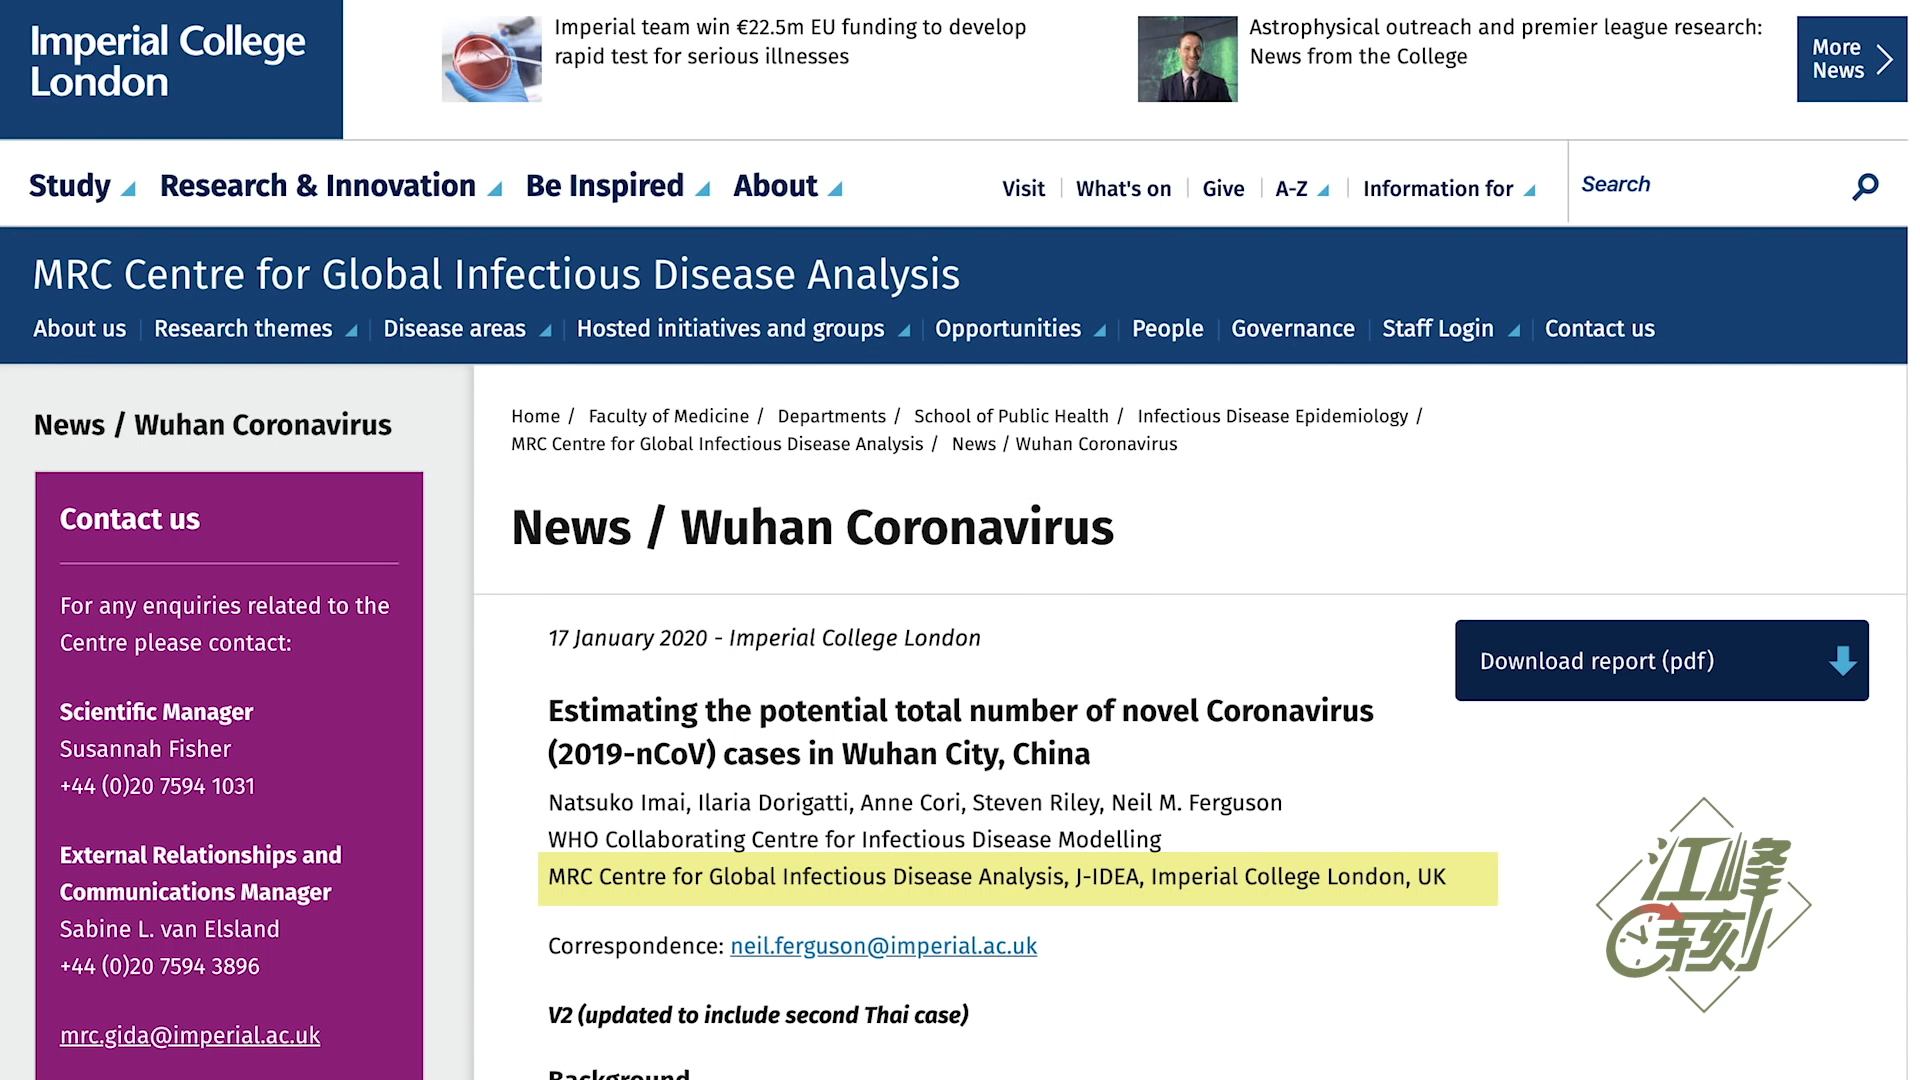 Imperial College
London
Imperial team win €22.5m EU funding to develop
rapid test for serious illnesses
Astrophysical outreach and premier league research:
News from the College
More
News
Study
Research & Innovation
Be Inspired
About
Visit
What's on
Give
A-Z
Information for
Search
MRC Centre for Global Infectious Disease Analysis
About us
Research themes
Disease areas
Hosted initiatives and groups
Opportunities
People
Governance
Staff Login
Contact us
News / Wuhan Coronavirus
Contact us
For any enquiries related to the
Centre please contact:
Scientific Manager
Susannah Fisher
+44 (0)20 7594 1031
External Relationships and
Communications Manager
Sabine L. van Elsland
+44 (0)20 7594 3896
mrc.gida@imperial.ac.uk
Home / Faculty of Medicine / Departments / School of Public Health / Infectious Disease Epidemiology /
MRC Centre for Global Infectious Disease Analysis / News / Wuhan Coronavirus
News / Wuhan Coronavirus
17 January 2020 - Imperial College London
Download report (pdf)
Estimating the potential total number of novel Coronavirus
(2019-nCoV) cases in Wuhan City, China
Natsuko Imai, Ilaria Dorigatti, Anne Cori, Steven Riley, Neil M. Ferguson
WHO Collaborating Centre for Infectious Disease Modelling
MRC Centre for Global Infectious Disease Analysis, J-IDEA, Imperial College London, UK
Correspondence: neil.ferguson@imperial.ac.uk
V2 (updated to include second Thai case)
Background
江峰
时刻